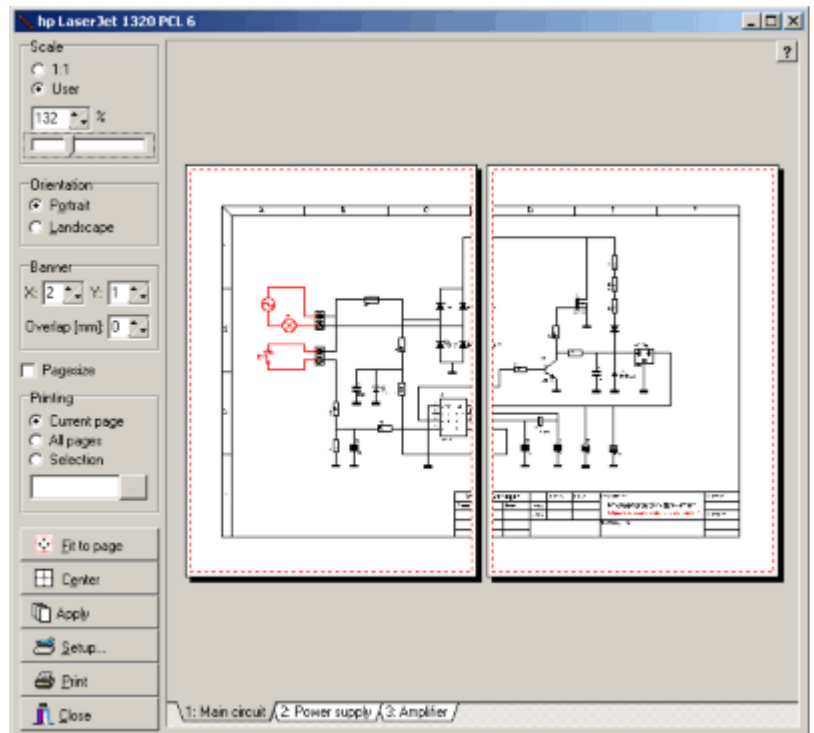 hp LaserJet 1320 PCL 6
Scale
1:1
User
132 %
?
Orientation
Portrait
Landscape
Banner
X: 2 Y: 1
Overlap [mm]: 0
Pagesize
Printing
Current page
All pages
Selection
...
Fit to page
Center
Apply
Setup...
Print
Close
A B C D E F
1: Main circuit 2: Power supply 3: Amplifier